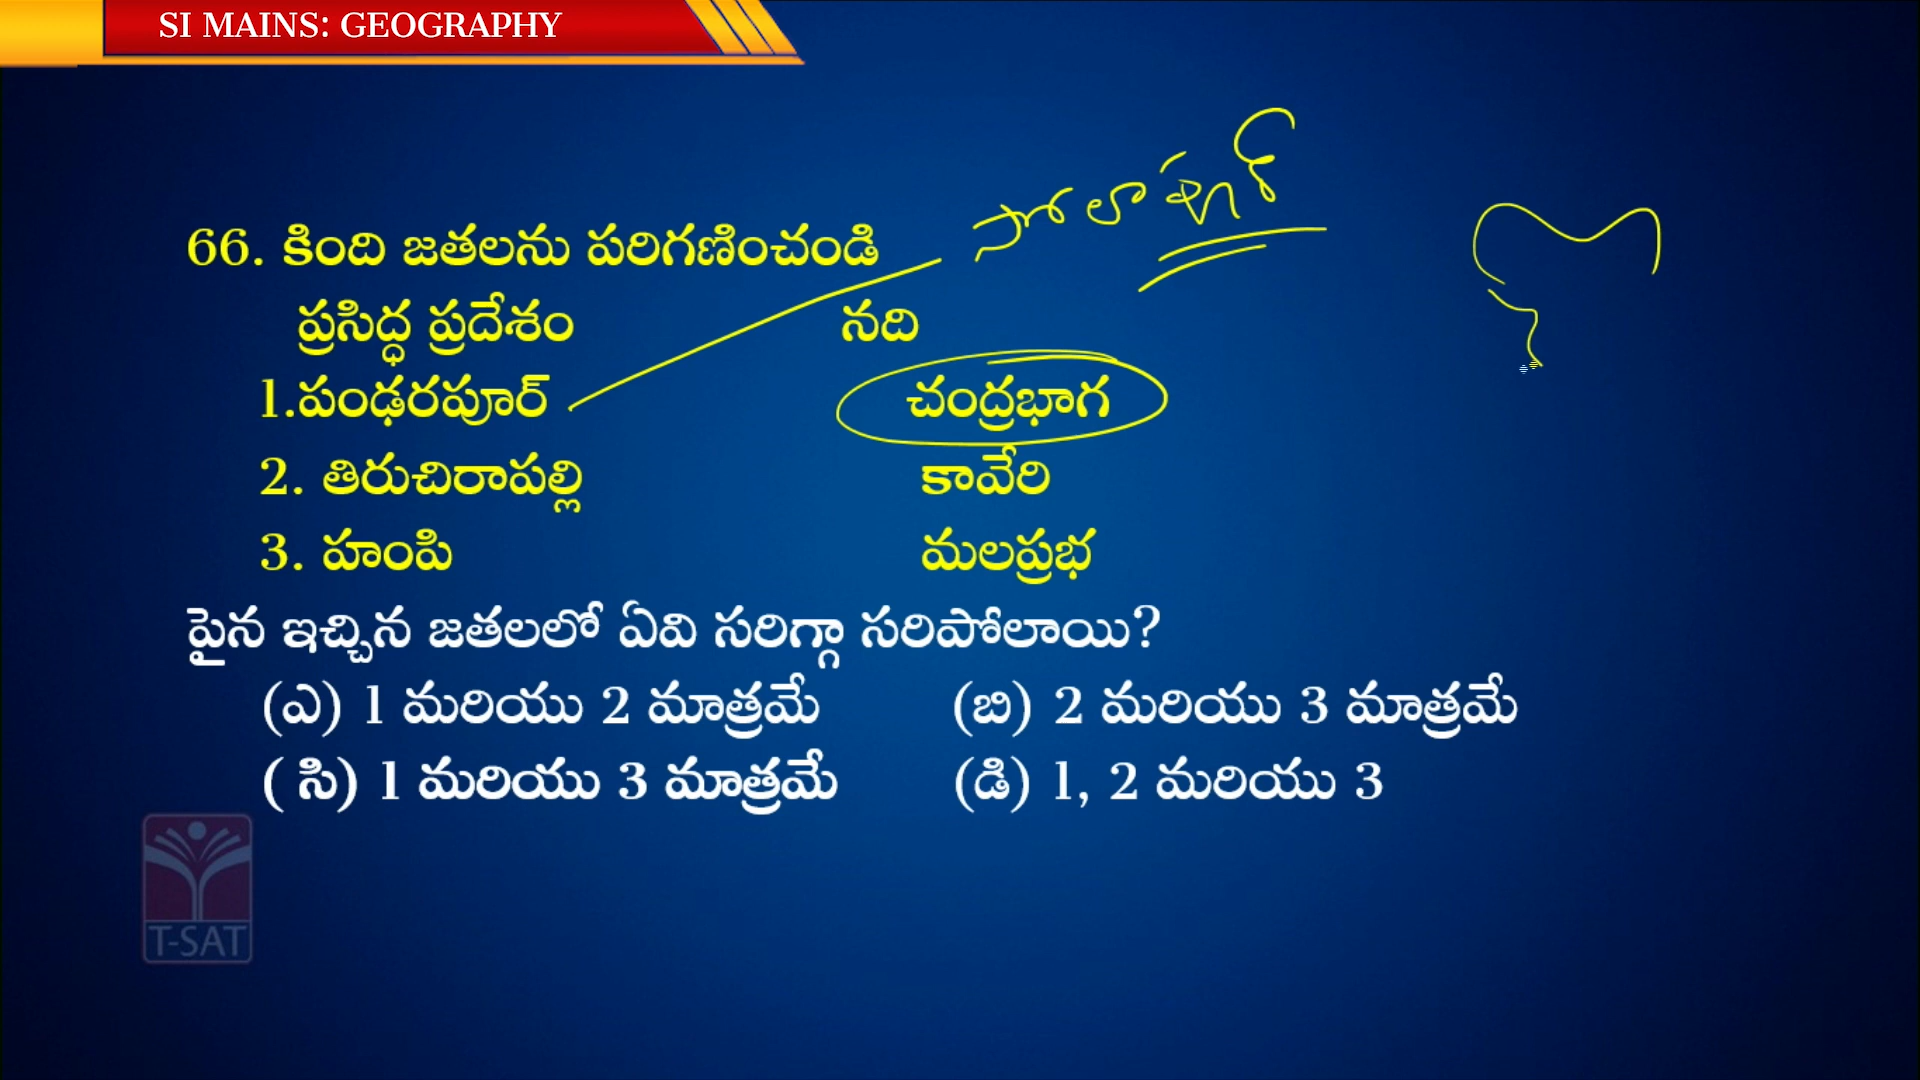 SI MAINS: GEOGRAPHY
సోలాపూర్
66. కింది జతలను పరిగణించండి
ప్రసిద్ధ ప్రదేశం నది
1.పంఢరపూర్ చంద్రభాగ
2. తిరుచిరాపల్లి కావేరి
3. హంపి మలప్రభ
పైన ఇచ్చిన జతలలో ఏవి సరిగ్గా సరిపోలాయి?
(ఎ) 1 మరియు 2 మాత్రమే (బి) 2 మరియు 3 మాత్రమే
( సి) 1 మరియు 3 మాత్రమే (డి) 1, 2 మరియు 3
T-SAT